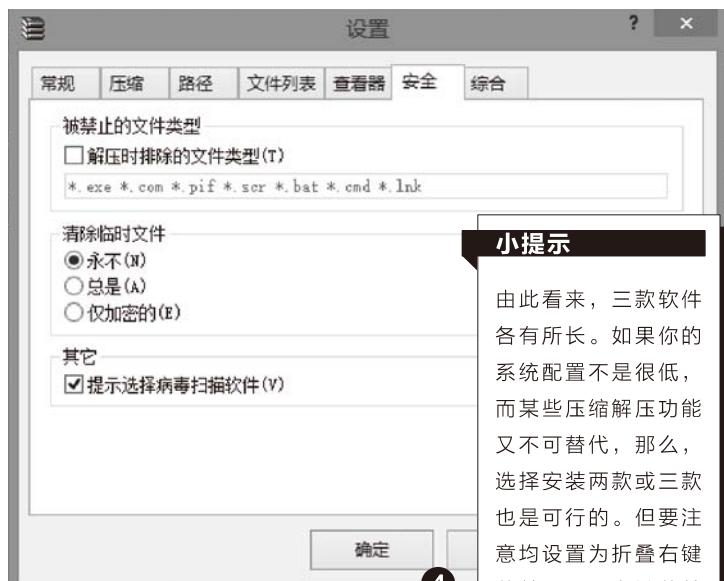 设置
?
×
常规 压缩 路径 文件列表 查看器 安全 综合
被禁止的文件类型
解压时排除的文件类型(T)
*.exe *.com *.pif *.scr *.bat *.cmd *.lnk
清除临时文件
永不(N)
总是(A)
仅加密的(E)
其它
提示选择病毒扫描软件(V)
确定
4
小提示
由此看来，三款软件
各有所长。如果你的
系统配置不是很低，
而某些压缩解压功能
又不可替代，那么，
选择安装两款或三款
也是可行的。但要注
意均设置为折叠右键